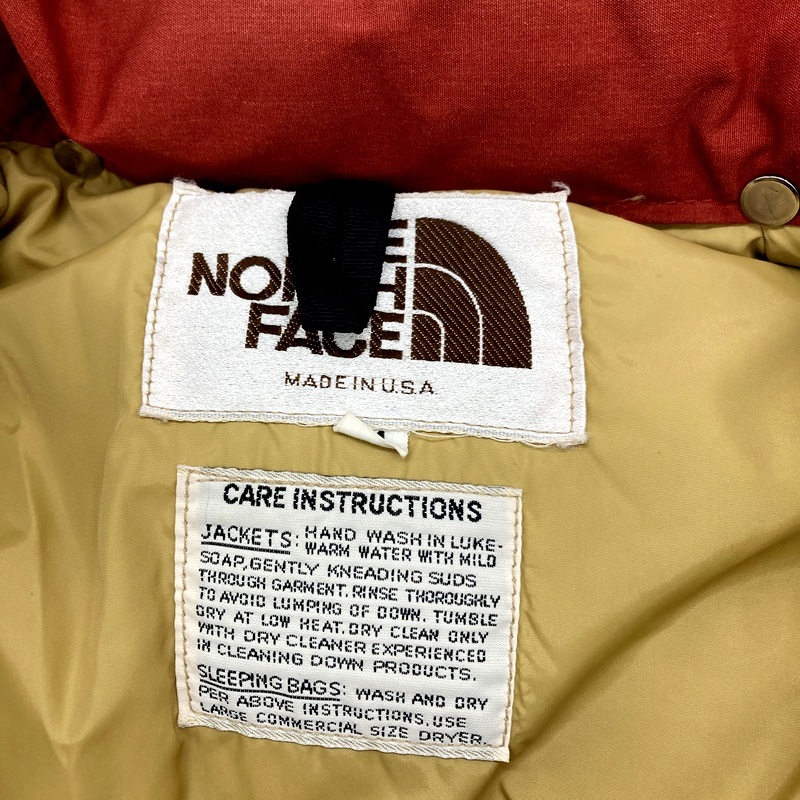 NORTH
FACE
MADE IN U.S.A.
CARE INSTRUCTIONS
JACKETS: HAND WASH IN LUKE-
WARM WATER WITH MILD
SOAP, GENTLY KNEADING SUDS
THROUGH GARMENT. RINSE THOROUGHLY
TO AVOID LUMPING OF DOWN. TUMBLE
DRY AT LOW HEAT. DRY CLEAN ONLY
WITH DRY CLEANER EXPERIENCED
IN CLEANING DOWN PRODUCTS.
SLEEPING BAGS: WASH AND DRY
PER ABOVE INSTRUCTIONS. USE
LARGE COMMERCIAL SIZE DRYER.